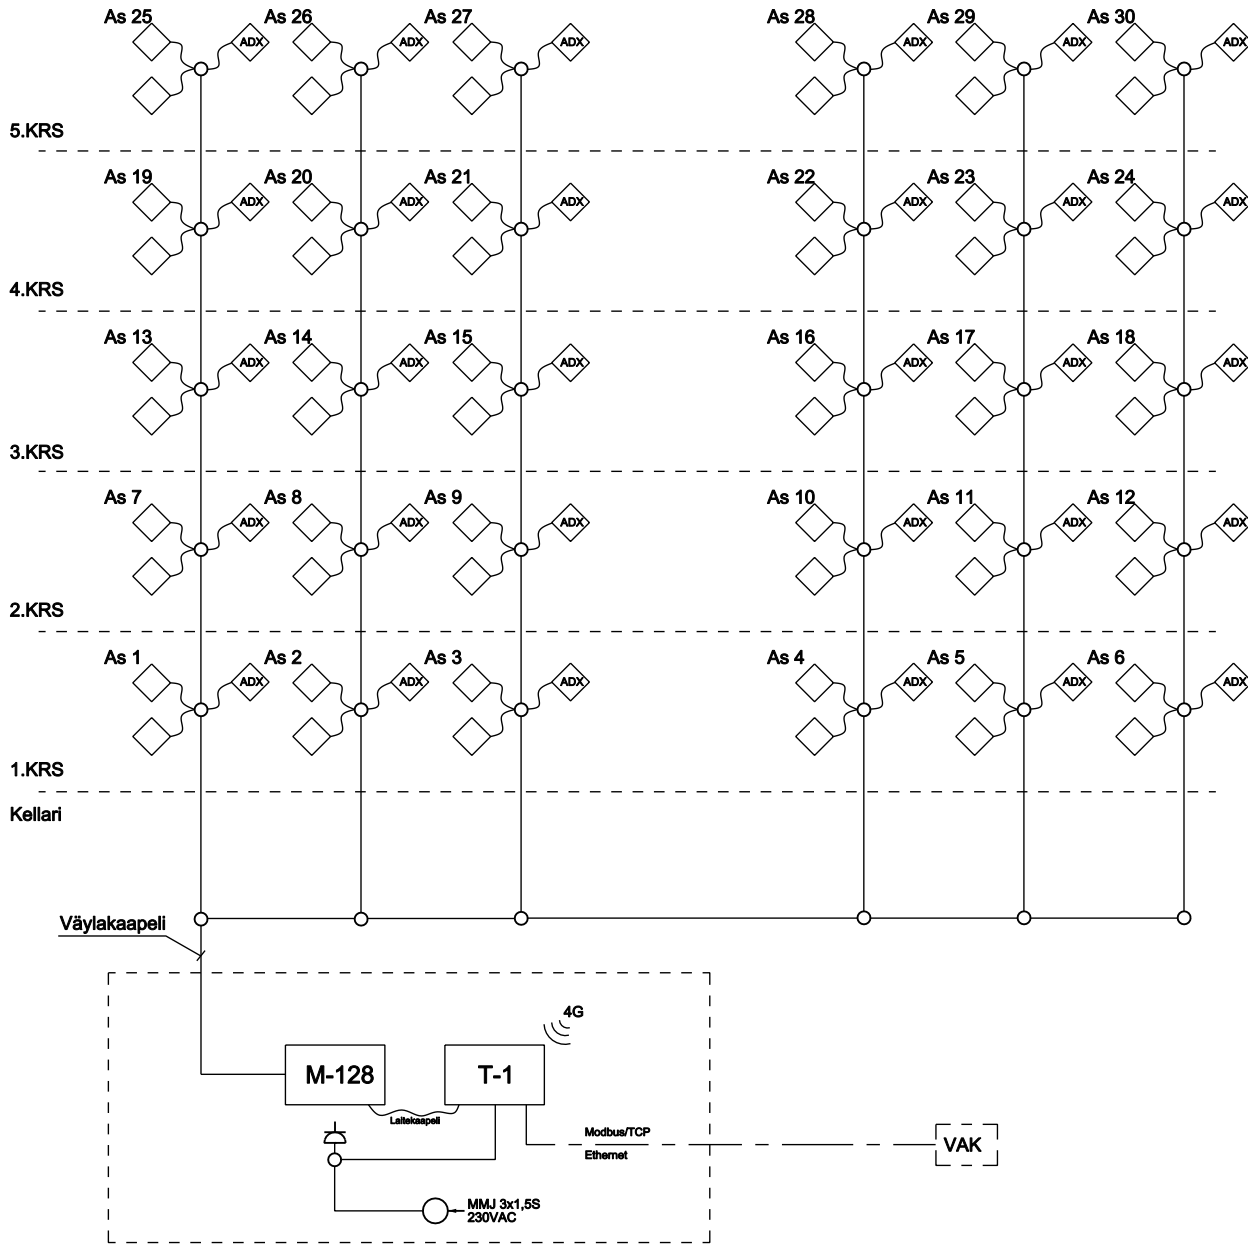 As 25 As 26 As 27 As 28 As 29 As 30
ADX ADX ADX ADX ADX ADX
5.KRS
As 19 As 20 As 21 As 22 As 23 As 24
ADX ADX ADX ADX ADX ADX
4.KRS
As 13 As 14 As 15 As 16 As 17 As 18
ADX ADX ADX ADX ADX ADX
3.KRS
As 7 As 8 As 9 As 10 As 11 As 12
ADX ADX ADX ADX ADX ADX
2.KRS
As 1 As 2 As 3 As 4 As 5 As 6
ADX ADX ADX ADX ADX ADX
1.KRS
Kellari
Väylakaapeli
4G
M-128 T-1
Laitekaapeli
Modbus/TCP
Ethernet
VAK
MMJ 3x1,5S
230VAC